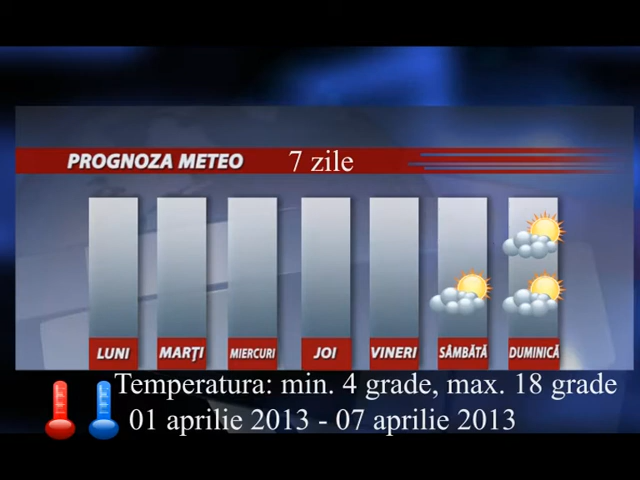 PROGNOZA METEO 7 zile
LUNI MARŢI MIERCURI JOI VINERI SÂMBĂTĂ DUMINICĂ
Temperatura: min. 4 grade, max. 18 grade
01 aprilie 2013 - 07 aprilie 2013